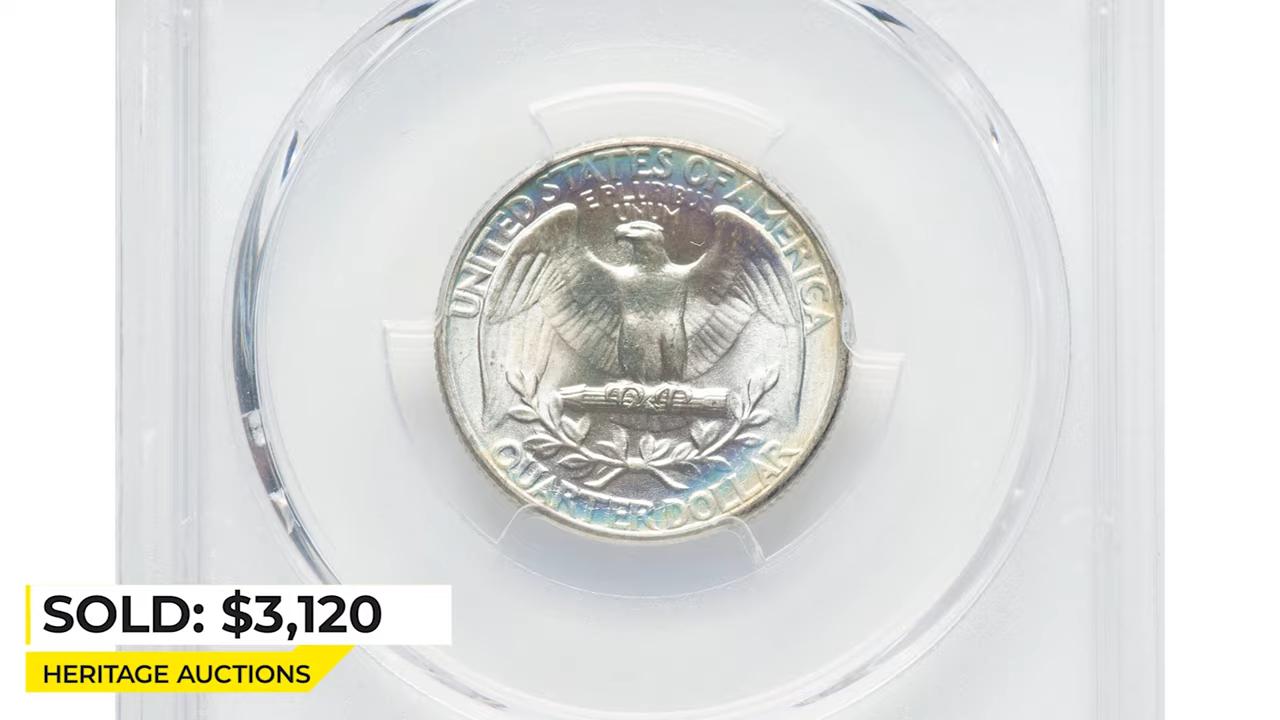 UNITED STATES OF AMERICA
E PLURIBUS
UNUM
QUARTER DOLLAR
SOLD: $3,120
HERITAGE AUCTIONS